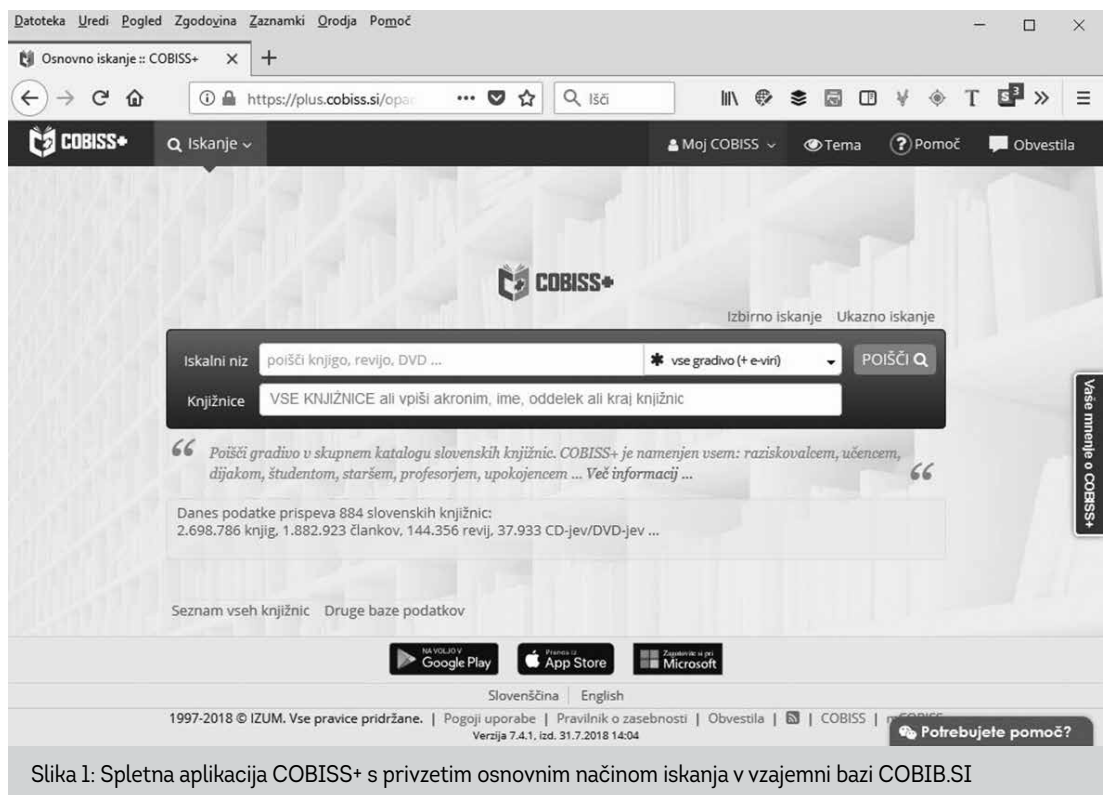 Datoteka Uredi Pogled Zgodovina Zaznamki Orodja Pomoč
Osnovno iskanje :: COBISS+
https://plus.cobiss.si/opac
Išči
COBISS+ Iskanje Moj COBISS Tema Pomoč Obvestila
COBISS+
Izbirno iskanje Ukazno iskanje
Iskalni niz poišči knjigo, revijo, DVD ... vse gradivo (+ e-viri) POIŠČI
Knjižnice VSE KNJIŽNICE ali vpiši akronim, ime, oddelek ali kraj knjižnic
Poišči gradivo v skupnem katalogu slovenskih knjižnic. COBISS+ je namenjen vsem: raziskovalcem, učencem,
dijakom, študentom, staršem, profesorjem, upokojencem ... Več informacij ...
Vaše mnenje o COBISS+
Danes podatke prispeva 884 slovenskih knjižnic:
2.698.786 knjig, 1.882.923 člankov, 144.356 revij, 37.933 CD-jev/DVD-jev ...
Seznam vseh knjižnic Druge baze podatkov
NA VOLJO V
Google Play
Prenos iz
App Store
Zagotovite si pri
Microsoft
Slovenščina | English
1997-2018 © IZUM. Vse pravice pridržane. | Pogoji uporabe | Pravilnik o zasebnosti | Obvestila | | COBISS |
Verzija 7.4.1, izd. 31.7.2018 14:04
Potrebujete pomoč?
Slika 1: Spletna aplikacija COBISS+ s privzetim osnovnim načinom iskanja v vzajemni bazi COBIB.SI